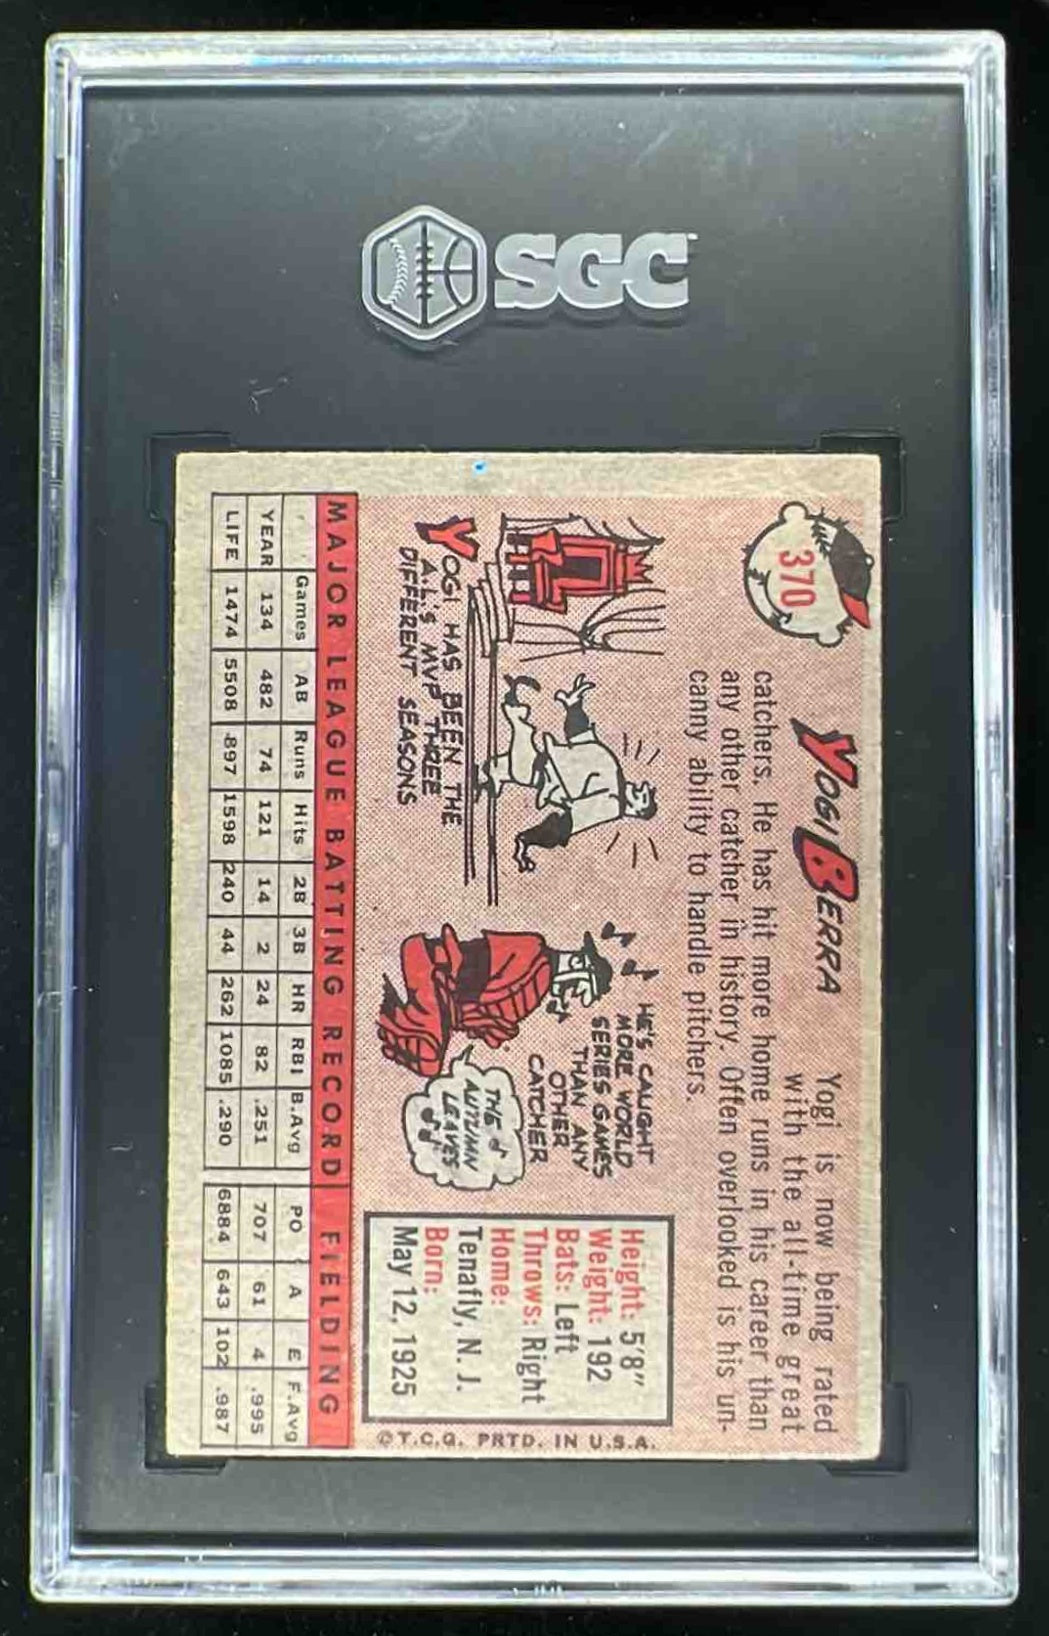 SGC
370
YOGI BERRA
Yogi is now being rated
with the all-time great
catchers. He has hit more home runs in his career than
any other catcher in history. Often overlooked is his un-
canny ability to handle pitchers.
YOGI HAS BEEN THE
A.L.'S MVP THREE
DIFFERENT SEASONS
HE'S CAUGHT
MORE WORLD
SERIES GAMES
THAN ANY
OTHER
CATCHER
THE
AUTUMN
LEAVES
Height: 5'8"
Weight: 192
Bats: Left
Throws: Right
Home:
Tenafly, N. J.
Born:
May 12, 1925
©T.C.G. PRTD. IN U.S.A.
MAJOR LEAGUE BATTING RECORD FIELDING
Games AB Runs Hits 2B 3B HR RBI B.Avg PO A E F.Avg
YEAR 134 482 74 121 14 2 24 82 .251 707 61 4 .995
LIFE 1474 5508 897 1598 240 44 262 1085 .290 6884 643 102 .987